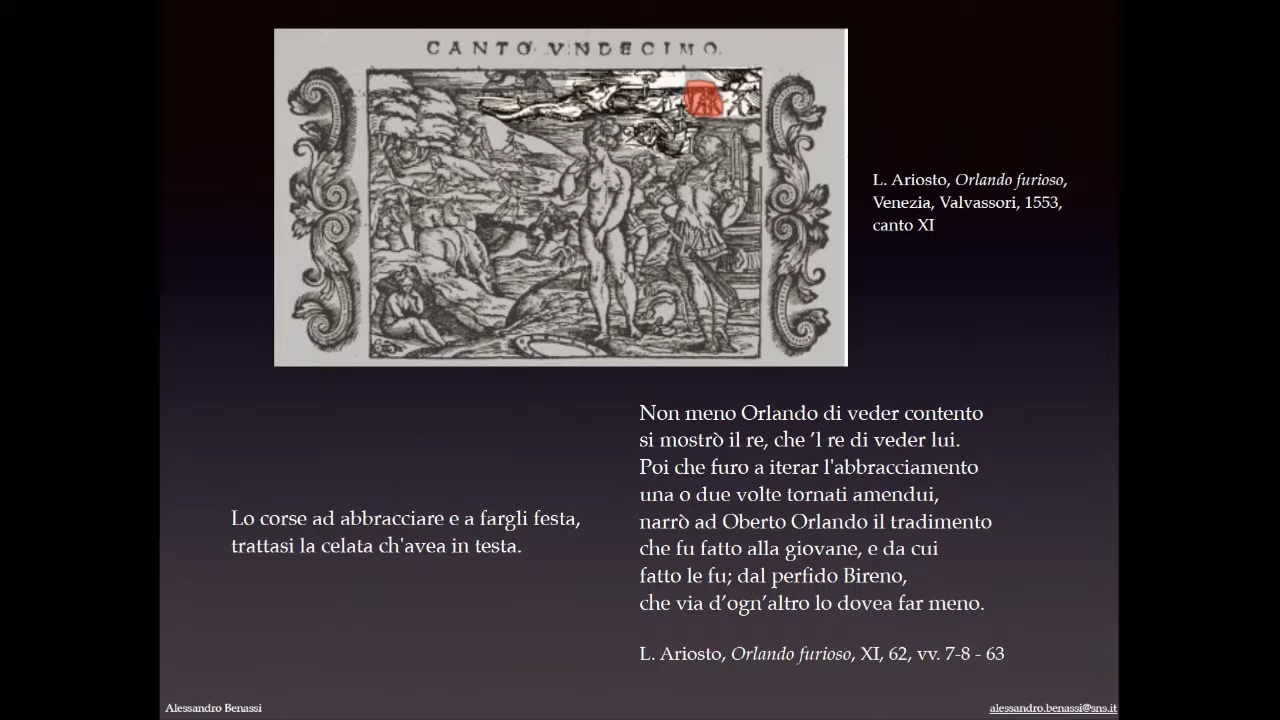 CANTO VNDECIMO.
L. Ariosto, Orlando furioso,
Venezia, Valvassori, 1553,
canto XI
Lo corse ad abbracciare e a fargli festa,
trattasi la celata ch'avea in testa.
Non meno Orlando di veder contento
si mostrò il re, che ’l re di veder lui.
Poi che furo a iterar l'abbracciamento
una o due volte tornati amendui,
narrò ad Oberto Orlando il tradimento
che fu fatto alla giovane, e da cui
fatto le fu; dal perfido Bireno,
che via d’ogn’altro lo dovea far meno.
L. Ariosto, Orlando furioso, XI, 62, vv. 7-8 - 63
Alessandro Benassi
alessandro.benassi@sns.it